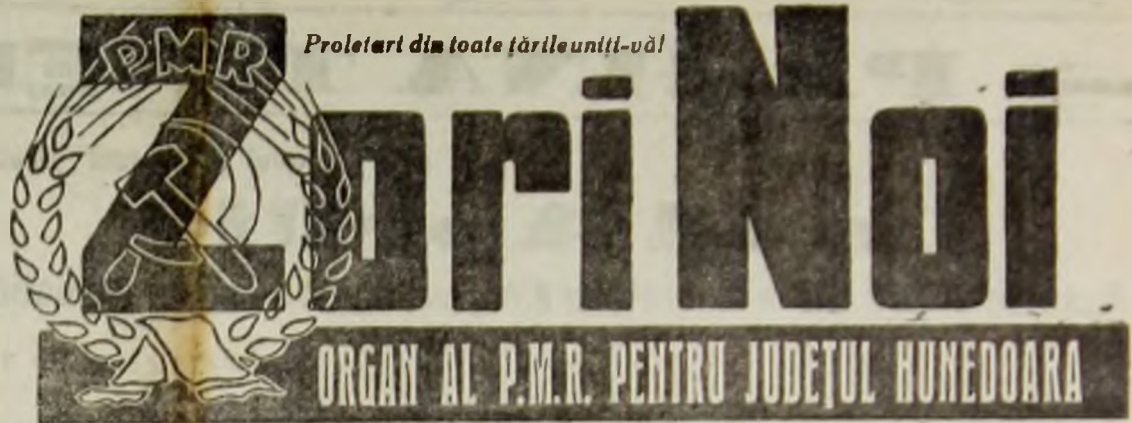 Proletari din toate țările uniți-vă!
PMR
Zori Noi
ORGAN AL P.M.R. PENTRU JUDEȚUL HUNEDOARA